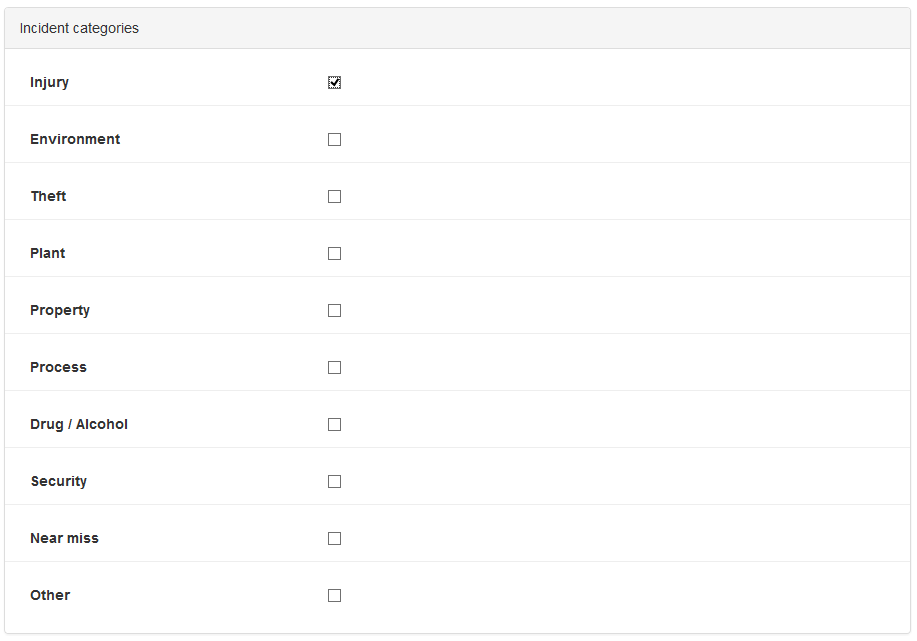 Incident categories
Injury
Environment
Theft
Plant
Property
Process
Drug / Alcohol
Security
Near miss
Other